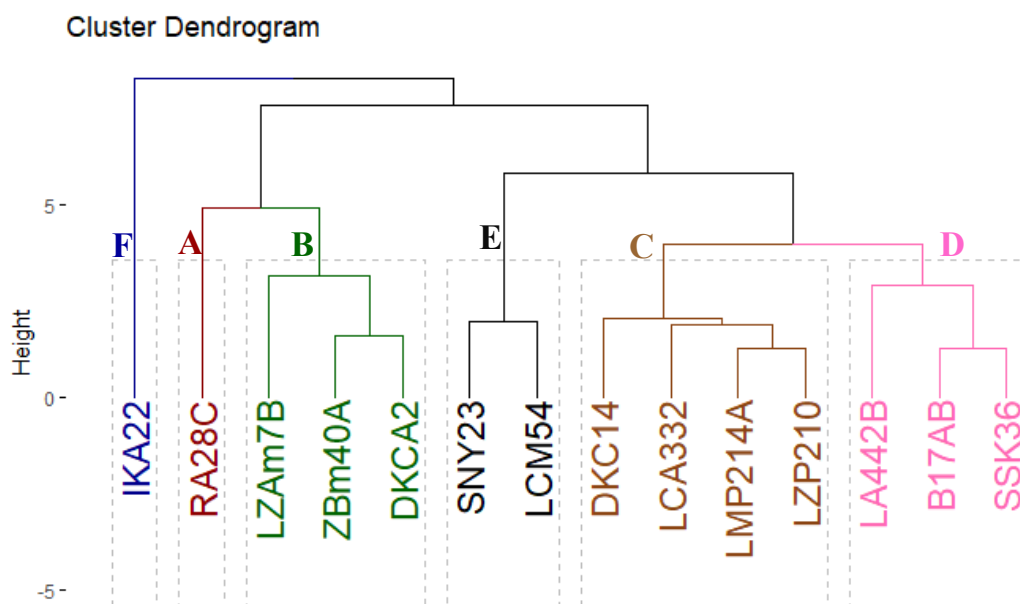 Cluster Dendrogram
Height
5
0
-5
F
A
B
E
C
D
IKA22
RA28C
LZAm7B
ZBm40A
DKCA2
SNY23
LCM54
DKC14
LCA332
LMP214A
LZP210
LA442B
B17AB
SSK36